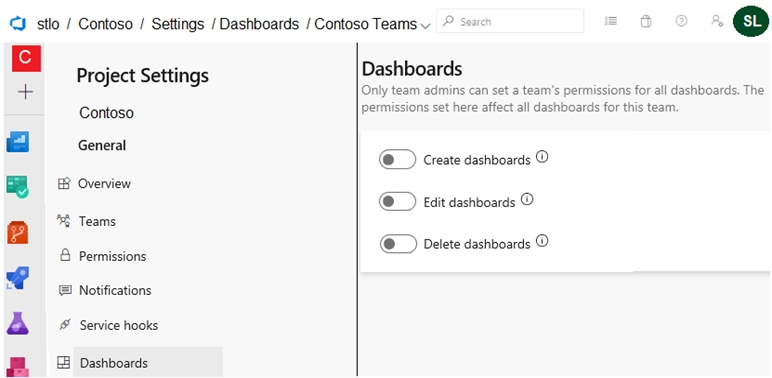 stlo / Contoso / Settings / Dashboards / Contoso Teams
Search
SL
C
Project Settings
Contoso
General
Overview
Teams
Permissions
Notifications
Service hooks
Dashboards
Dashboards
Only team admins can set a team's permissions for all dashboards. The
permissions set here affect all dashboards for this team.
Create dashboards
Edit dashboards
Delete dashboards